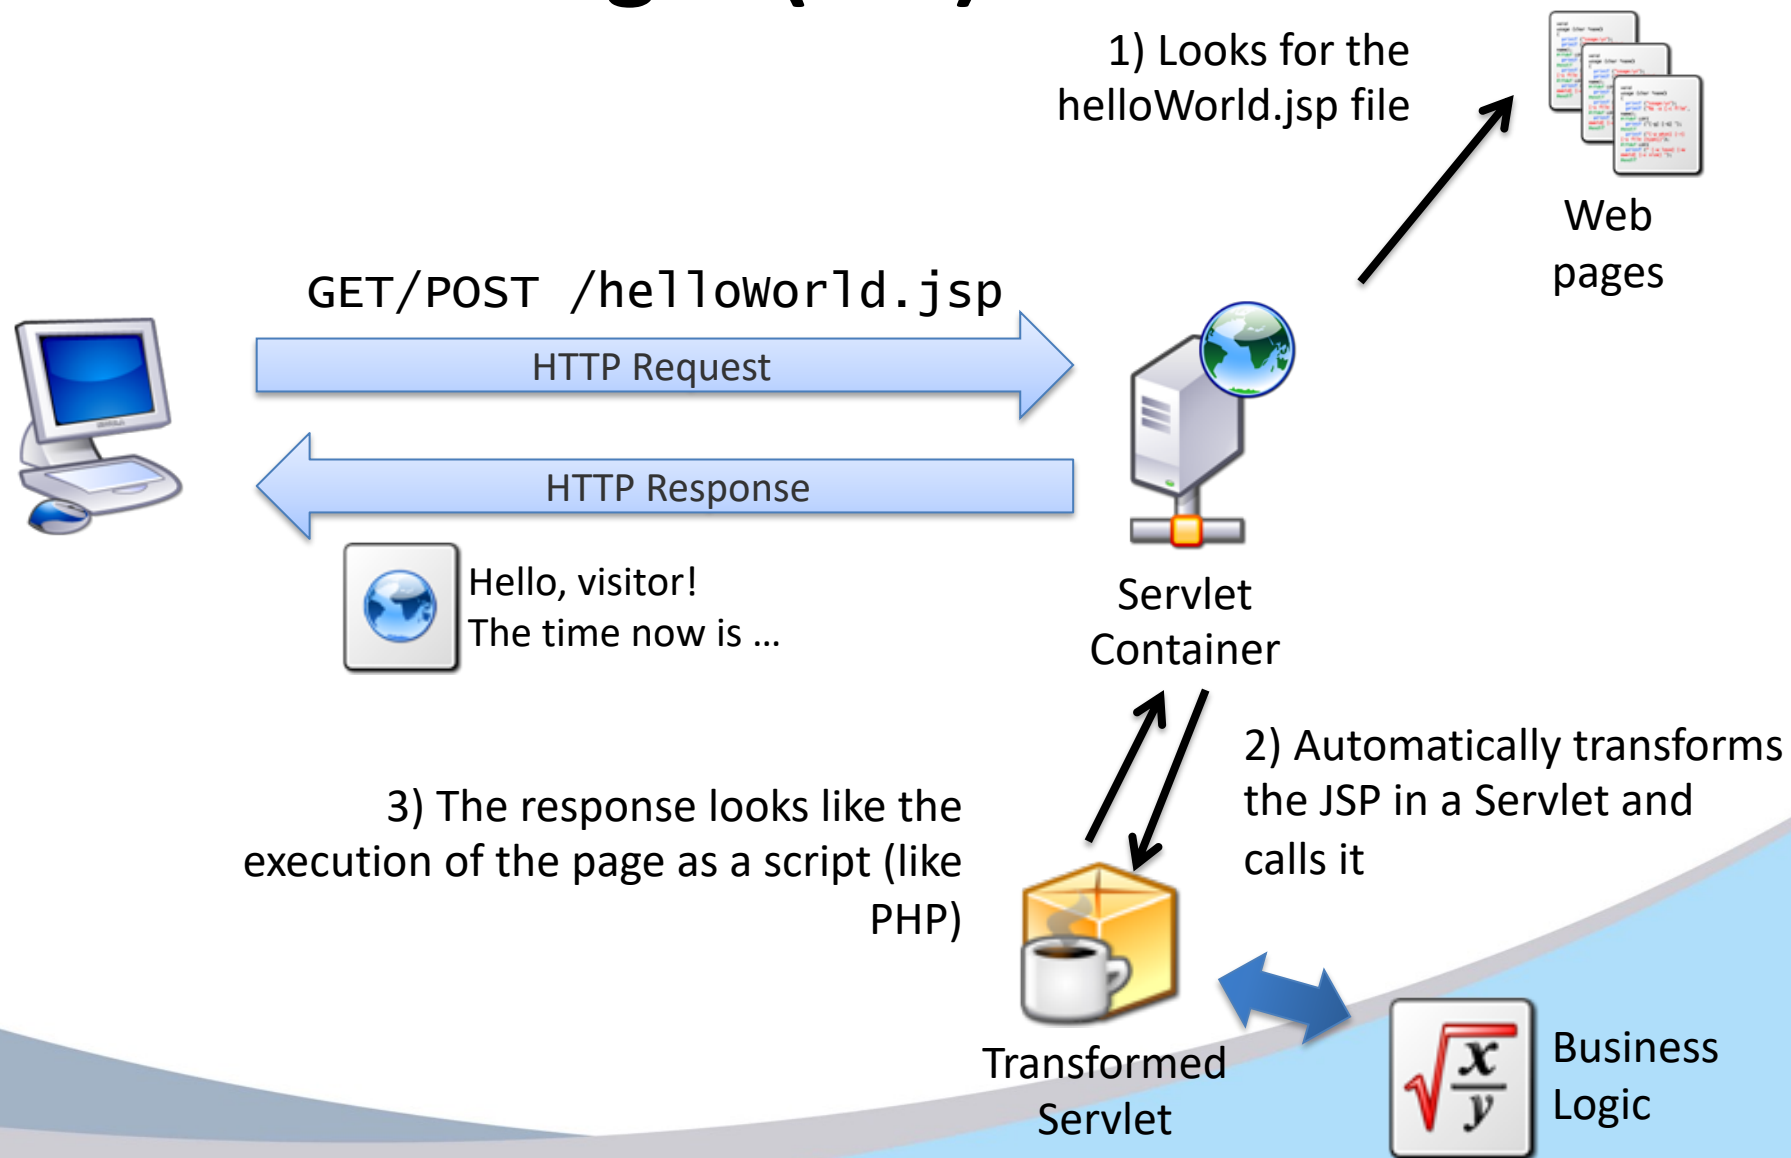 1) Looks for the
helloWorld.jsp file
Web
pages
GET/POST /helloWorld.jsp
HTTP Request
HTTP Response
Hello, visitor!
The time now is ...
Servlet
Container
2) Automatically transforms
the JSP in a Servlet and
calls it
3) The response looks like the
execution of the page as a script (like
PHP)
Transformed
Servlet
x
y
Business
Logic